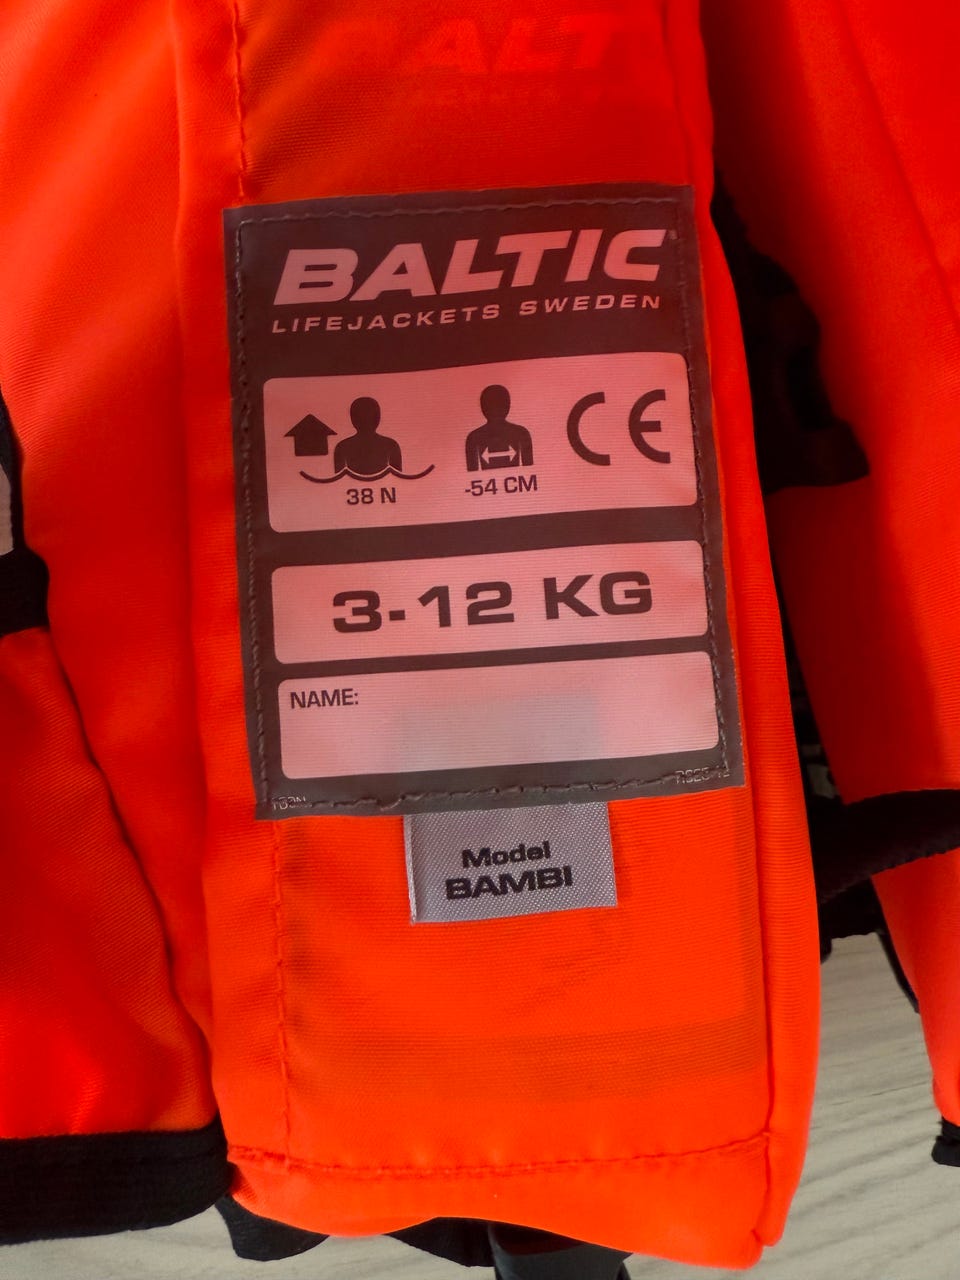 BALTIC®
LIFEJACKETS SWEDEN
CE
38 N
-54 CM
3-12 KG
NAME:
Model
BAMBI